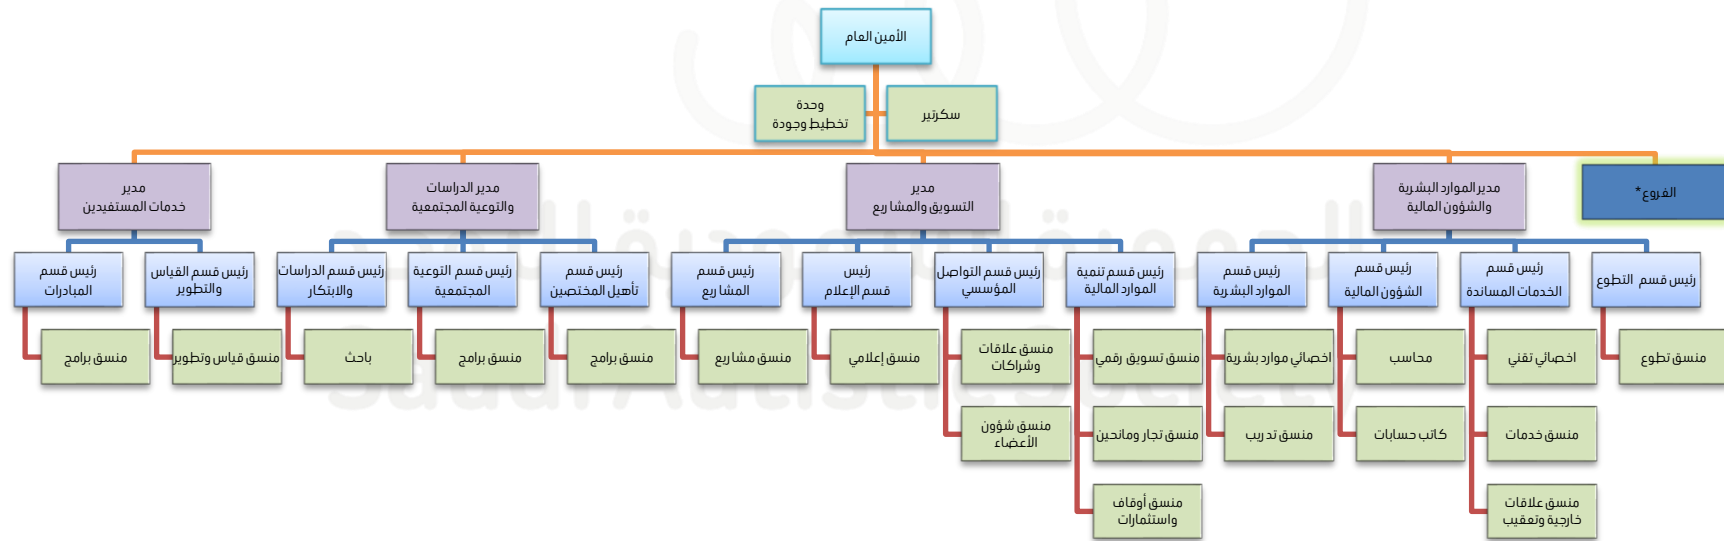 الأمين العام
سكرتير
وحدة
تخطيط وجودة
الفروع*
مدير الموارد البشرية
والشؤون المالية
مدير
التسويق والمشاريع
مدير الدراسات
والتوعية المجتمعية
مدير
خدمات المستفيدين
رئيس قسم التطوع
رئيس قسم
الخدمات المساندة
رئيس قسم
الشؤون المالية
رئيس قسم
الموارد البشرية
رئيس قسم تنمية
الموارد المالية
رئيس قسم التواصل
المؤسسي
رئيس
قسم الإعلام
رئيس قسم
المشاريع
رئيس قسم
تأهيل المختصين
رئيس قسم التوعية
المجتمعية
رئيس قسم الدراسات
والابتكار
رئيس قسم القياس
والتطوير
رئيس قسم
المبادرات
منسق تطوع
اخصائي تقني
محاسب
اخصائي موارد بشرية
منسق تسويق رقمي
منسق علاقات
وشراكات
منسق إعلامي
منسق مشاريع
منسق برامج
منسق برامج
باحث
منسق قياس وتطوير
منسق برامج
منسق خدمات
كاتب حسابات
منسق تدريب
منسق تجار ومانحين
منسق شؤون
الأعضاء
منسق علاقات
خارجية وتعقيب
منسق أوقاف
واستثمارات
الجمعية السعودية للتوحد
Saudi Autistic Society